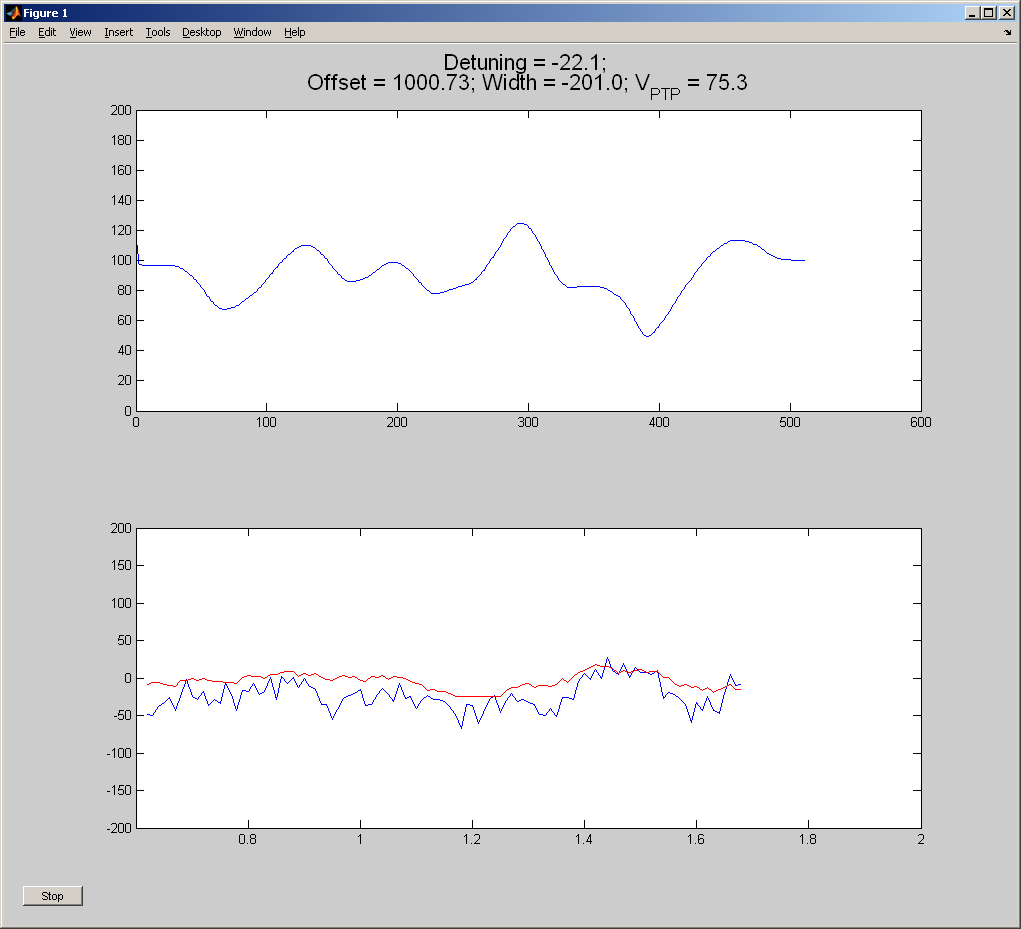 Figure 1
File Edit View Insert Tools Desktop Window Help
Detuning = -22.1;
Offset = 1000.73; Width = -201.0; V_PTP = 75.3
200
180
160
140
120
100
80
60
40
20
0
0 100 200 300 400 500 600
200
150
100
50
0
-50
-100
-150
-200
0.8 1 1.2 1.4 1.6 1.8 2
Stop